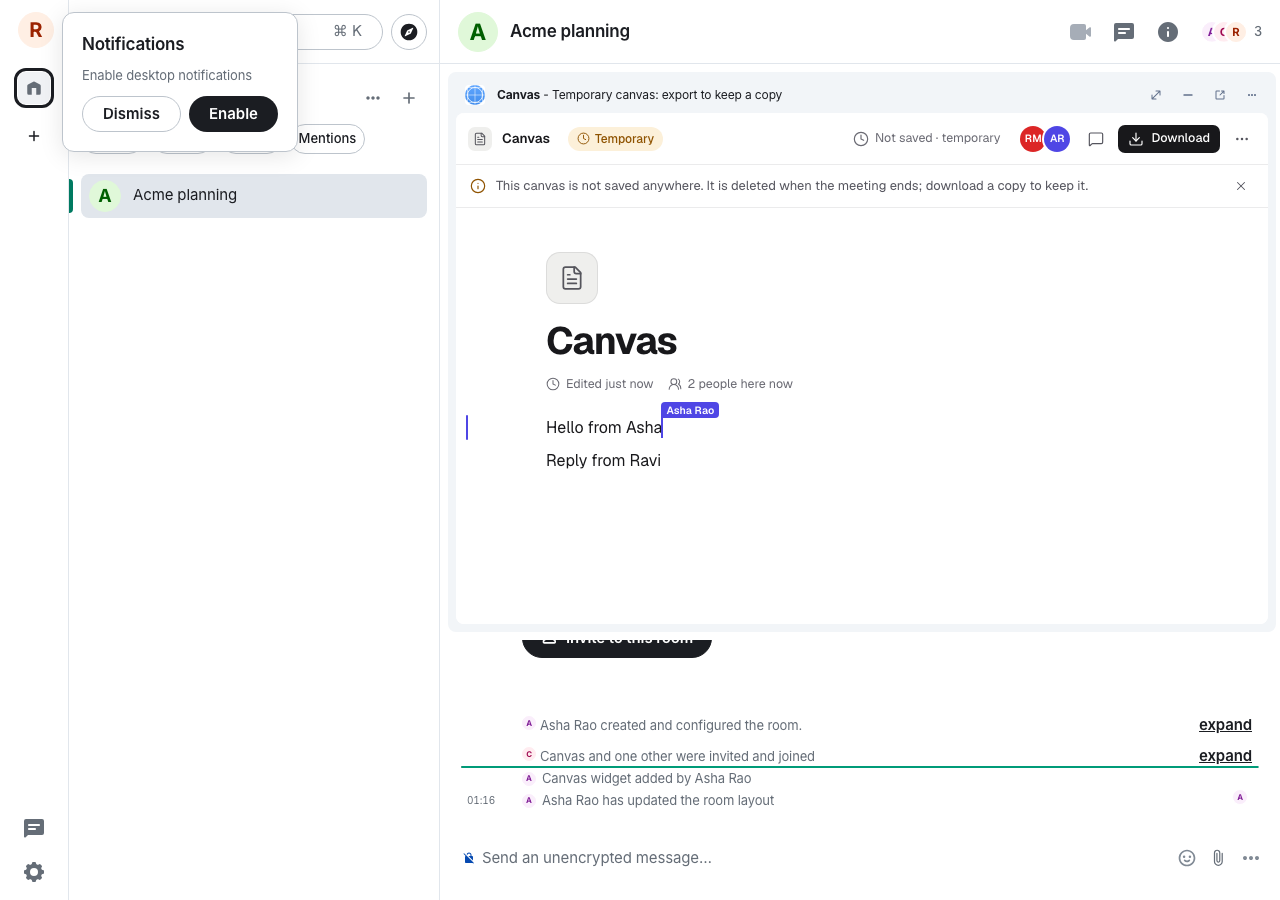 R
Notifications
Enable desktop notifications
Dismiss
Enable
⌘ K
Mentions
A
Acme planning
A
Acme planning
R
3
Canvas - Temporary canvas: export to keep a copy
Canvas
Temporary
Not saved · temporary
RM
AR
Download
This canvas is not saved anywhere. It is deleted when the meeting ends; download a copy to keep it.
Canvas
Edited just now
2 people here now
Asha Rao
Hello from Asha
Reply from Ravi
Invite to this room
A
Asha Rao created and configured the room.
expand
C
Canvas and one other were invited and joined
expand
A
Canvas widget added by Asha Rao
01:16
A
Asha Rao has updated the room layout
A
Send an unencrypted message...